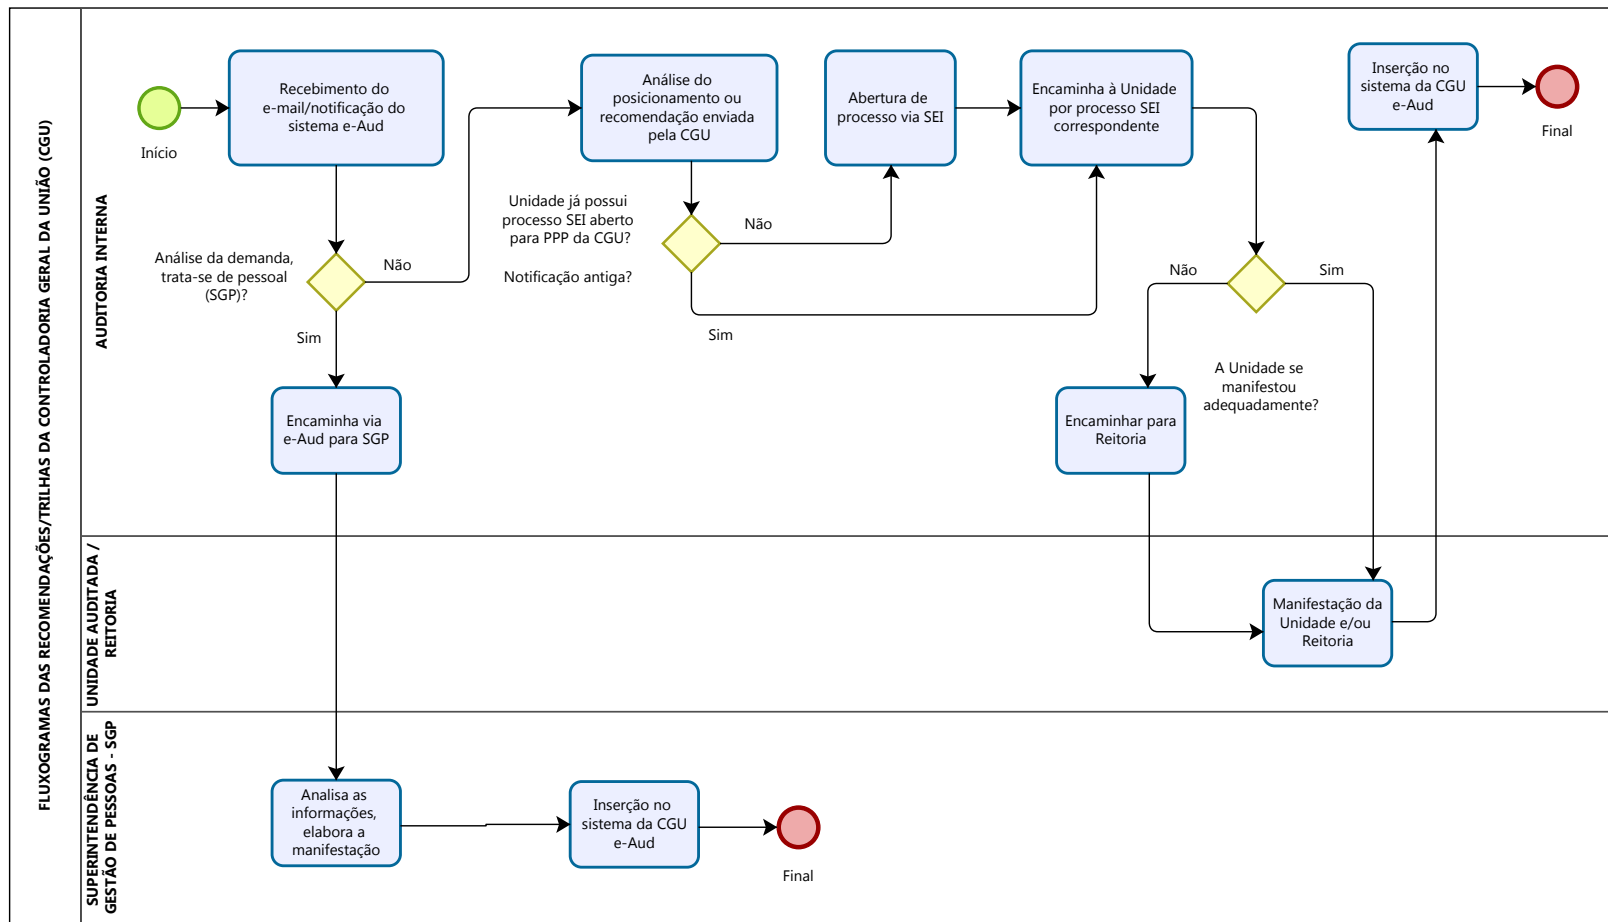 FLUXOGRAMAS DAS RECOMENDAÇÕES/TRILHAS DA CONTROLADORIA GERAL DA UNIÃO (CGU)
AUDITORIA INTERNA
Início
Recebimento do
e-mail/notificação do
sistema e-Aud
Análise da demanda,
trata-se de pessoal
(SGP)?
Não
Sim
Encaminha via
e-Aud para SGP
Análise do
posicionamento ou
recomendação enviada
pela CGU
Unidade já possui
processo SEI aberto
para PPP da CGU?
Notificação antiga?
Não
Sim
Abertura de
processo via SEI
Encaminha à Unidade
por processo SEI
correspondente
Não
Sim
A Unidade se
manifestou
adequadamente?
Encaminhar para
Reitoria
Inserção no
sistema da CGU
e-Aud
Final
UNIDADE AUDITADA /
REITORIA
Manifestação da
Unidade e/ou
Reitoria
SUPERINTENDÊNCIA DE
GESTÃO DE PESSOAS - SGP
Analisa as
informações,
elabora a
manifestação
Inserção no
sistema da CGU
e-Aud
Final